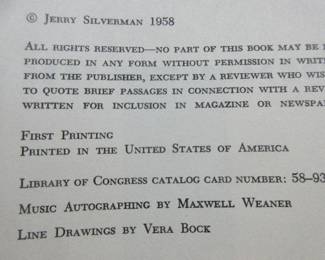 © Jerry Silverman 1958
All rights reserved—no part of this book may be
produced in any form without permission in
from the publisher, except by a reviewer who
to quote brief passages in connection with a
written for inclusion in magazine or
First Printing
Printed in the United States of America
Library of Congress catalog card number: 58-93
Music Autographing by Maxwell Weaner
Line Drawings by Vera Bock